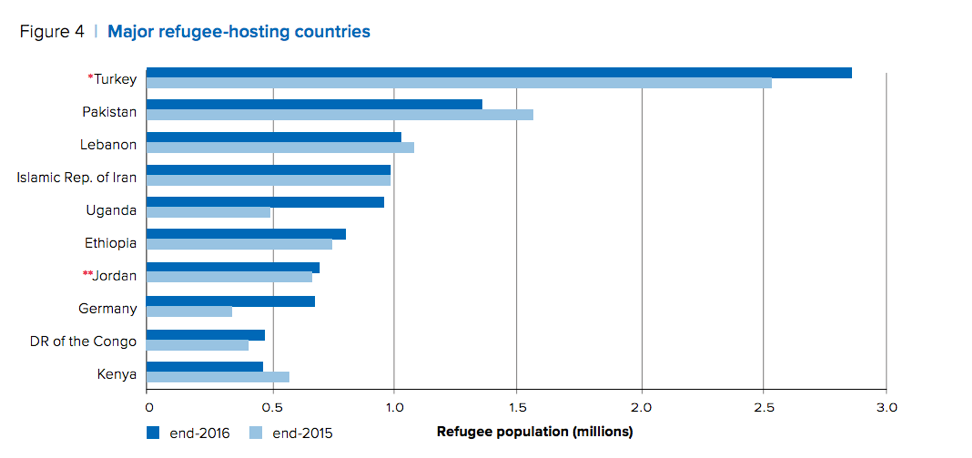 Figure 4 | Major refugee-hosting countries
*Turkey
Pakistan
Lebanon
Islamic Rep. of Iran
Uganda
Ethiopia
**Jordan
Germany
DR of the Congo
Kenya
0 0.5 1.0 1.5 2.0 2.5 3.0
end-2016 end-2015 Refugee population (millions)